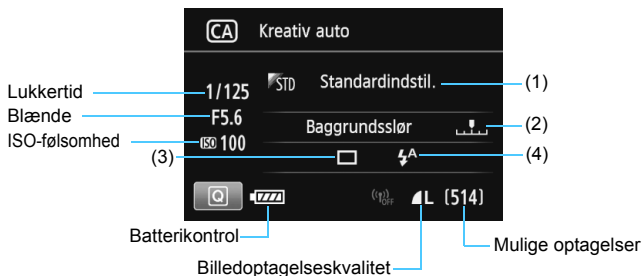 CA Kreativ auto
Lukkertid 1/125 STD Standardindstil. (1)
Blænde F5.6
Baggrundsslør (2)
ISO-følsomhed ISO 100
(3) A (4)
Q OFF L [514]
Batterikontrol
Mulige optagelser
Billedoptagelseskvalitet